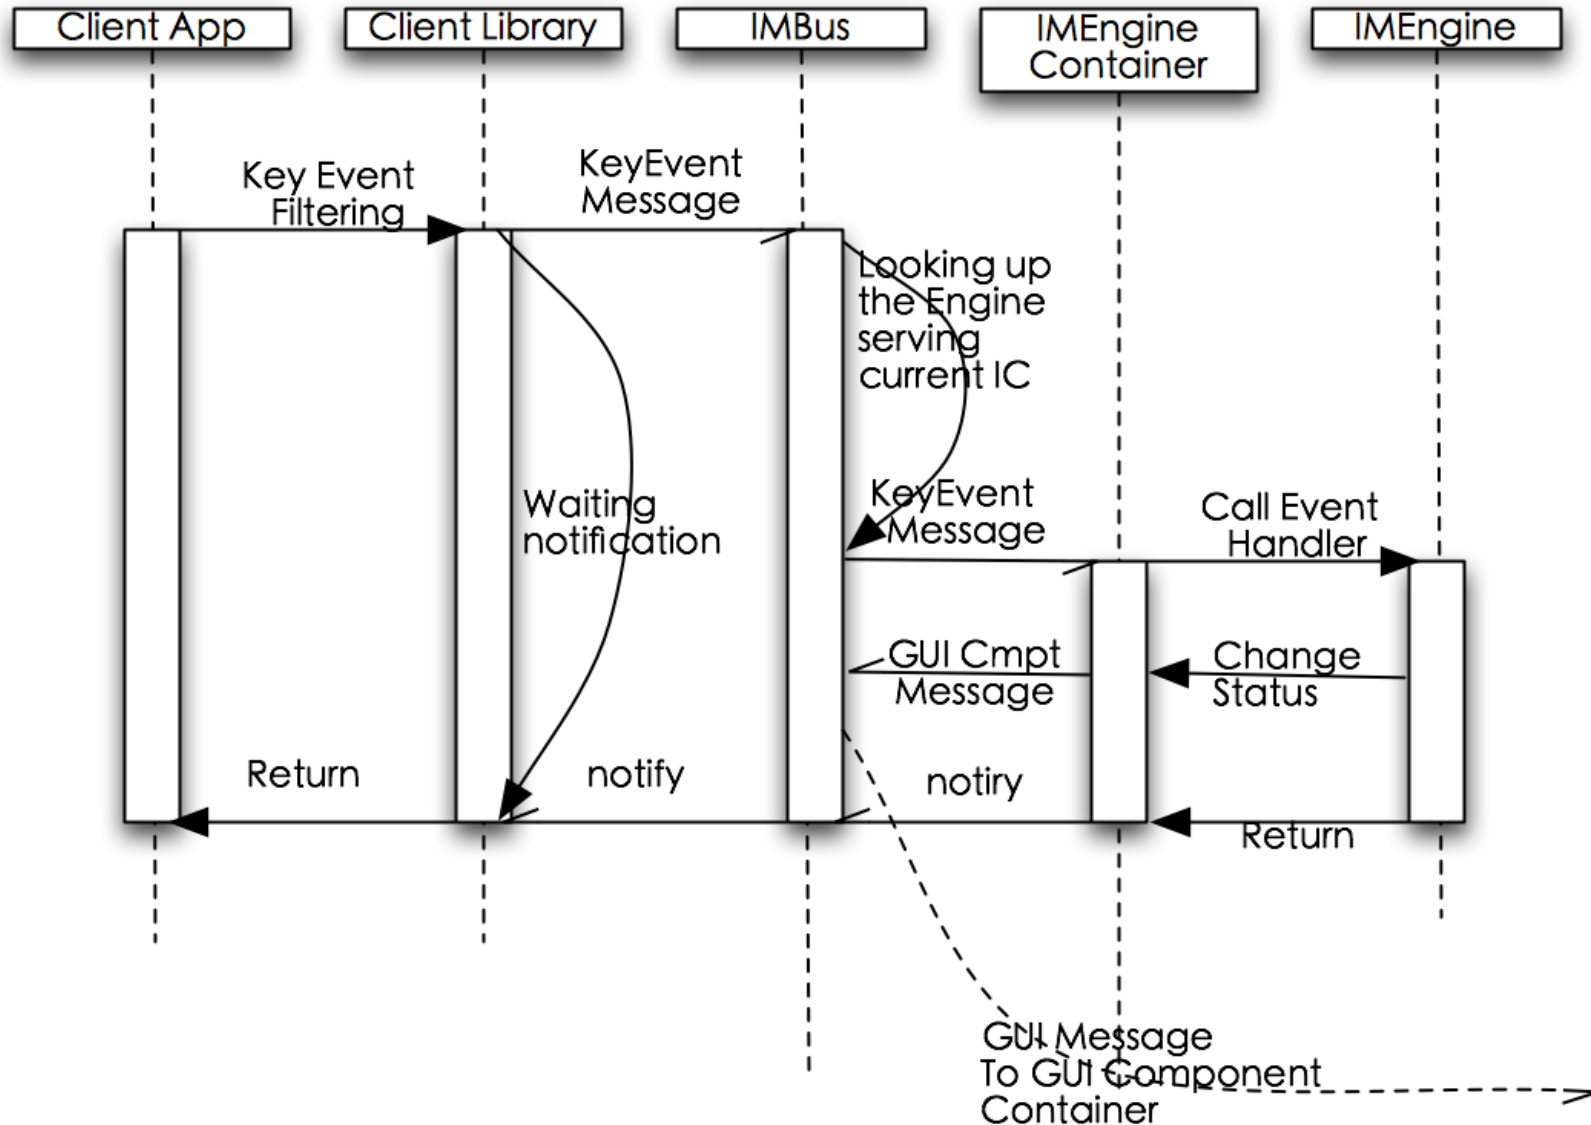 Client App
Client Library
IMBus
IMEngine
Container
IMEngine
Key Event
Filtering
KeyEvent
Message
Looking up
the Engine
serving
current IC
Waiting
notification
KeyEvent
Message
Call Event
Handler
GUI Cmpt
Message
Change
Status
Return
notify
notiry
Return
GUI Message
To GUI Component
Container